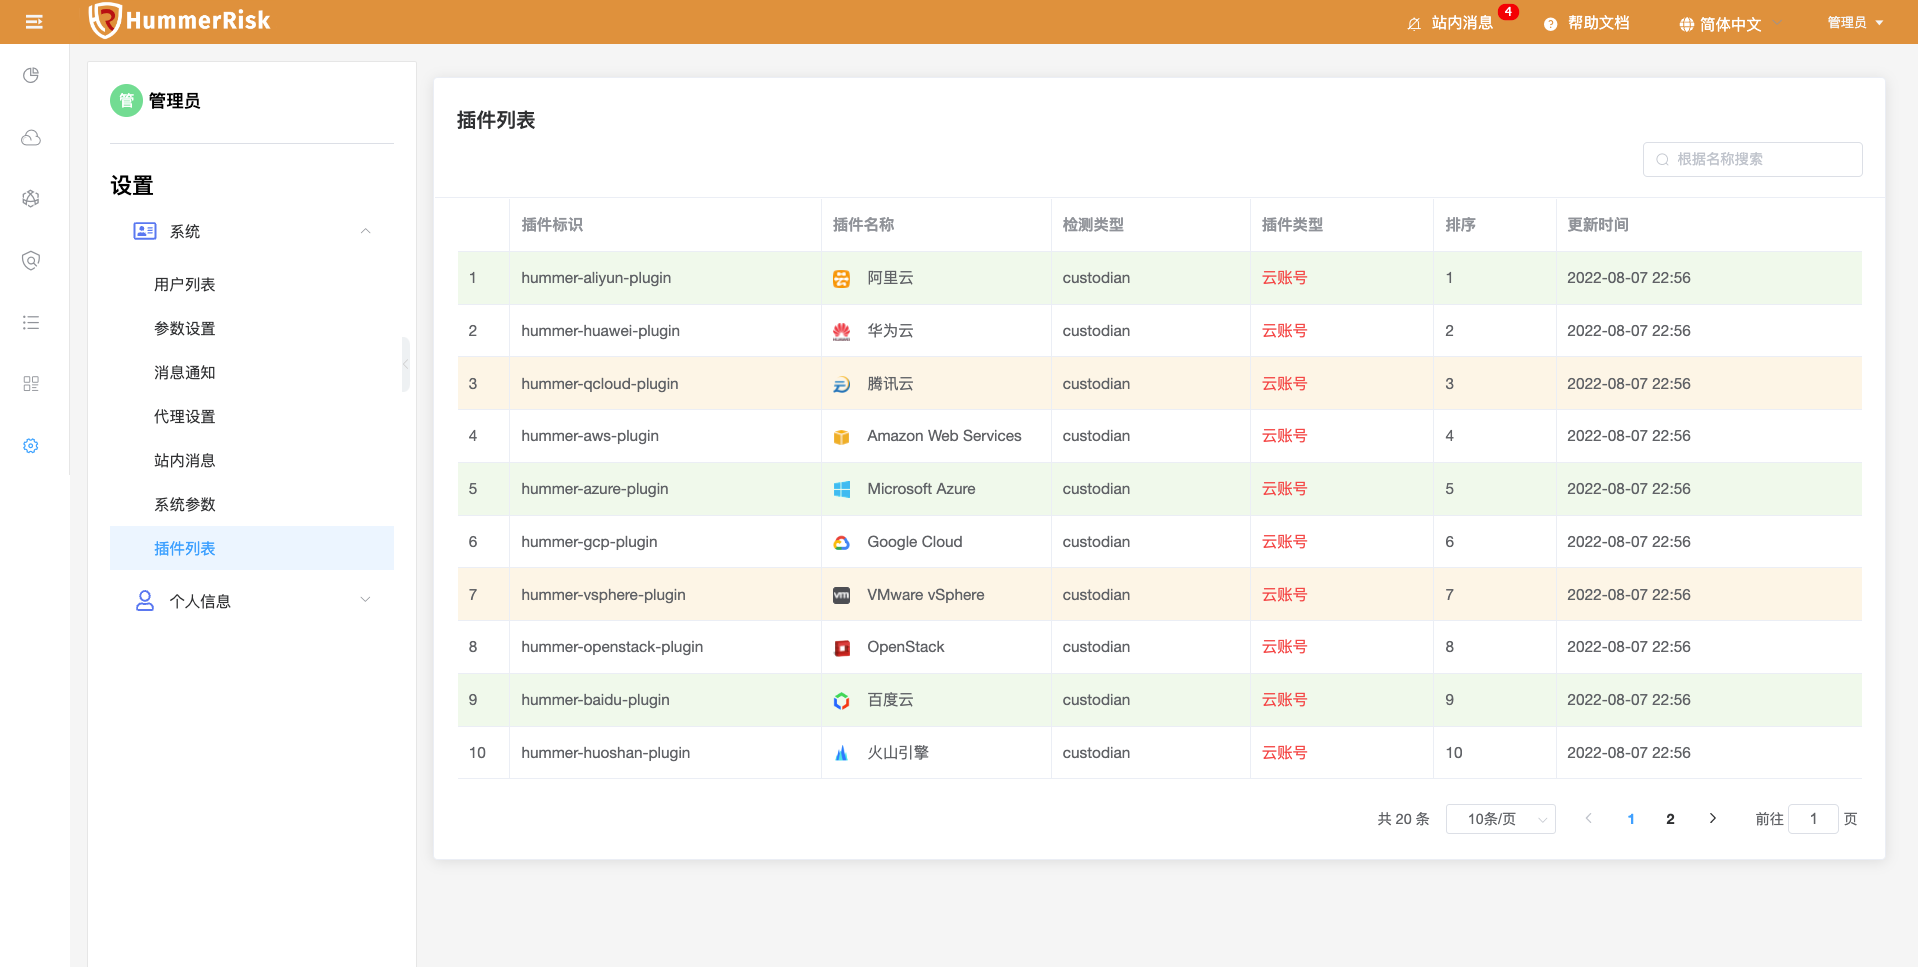 HummerRisk
站内消息 4 帮助文档 简体中文 管理员
管 管理员
设置
系统
用户列表
参数设置
消息通知
代理设置
站内消息
系统参数
插件列表
个人信息
插件列表
根据名称搜索
插件标识 插件名称 检测类型 插件类型 排序 更新时间
1 hummer-aliyun-plugin 阿里云 custodian 云账号 1 2022-08-07 22:56
2 hummer-huawei-plugin 华为云 custodian 云账号 2 2022-08-07 22:56
3 hummer-qcloud-plugin 腾讯云 custodian 云账号 3 2022-08-07 22:56
4 hummer-aws-plugin Amazon Web Services custodian 云账号 4 2022-08-07 22:56
5 hummer-azure-plugin Microsoft Azure custodian 云账号 5 2022-08-07 22:56
6 hummer-gcp-plugin Google Cloud custodian 云账号 6 2022-08-07 22:56
7 hummer-vsphere-plugin vm VMware vSphere custodian 云账号 7 2022-08-07 22:56
8 hummer-openstack-plugin OpenStack custodian 云账号 8 2022-08-07 22:56
9 hummer-baidu-plugin 百度云 custodian 云账号 9 2022-08-07 22:56
10 hummer-huoshan-plugin 火山引擎 custodian 云账号 10 2022-08-07 22:56
共 20 条 10条/页 1 2 前往 1 页